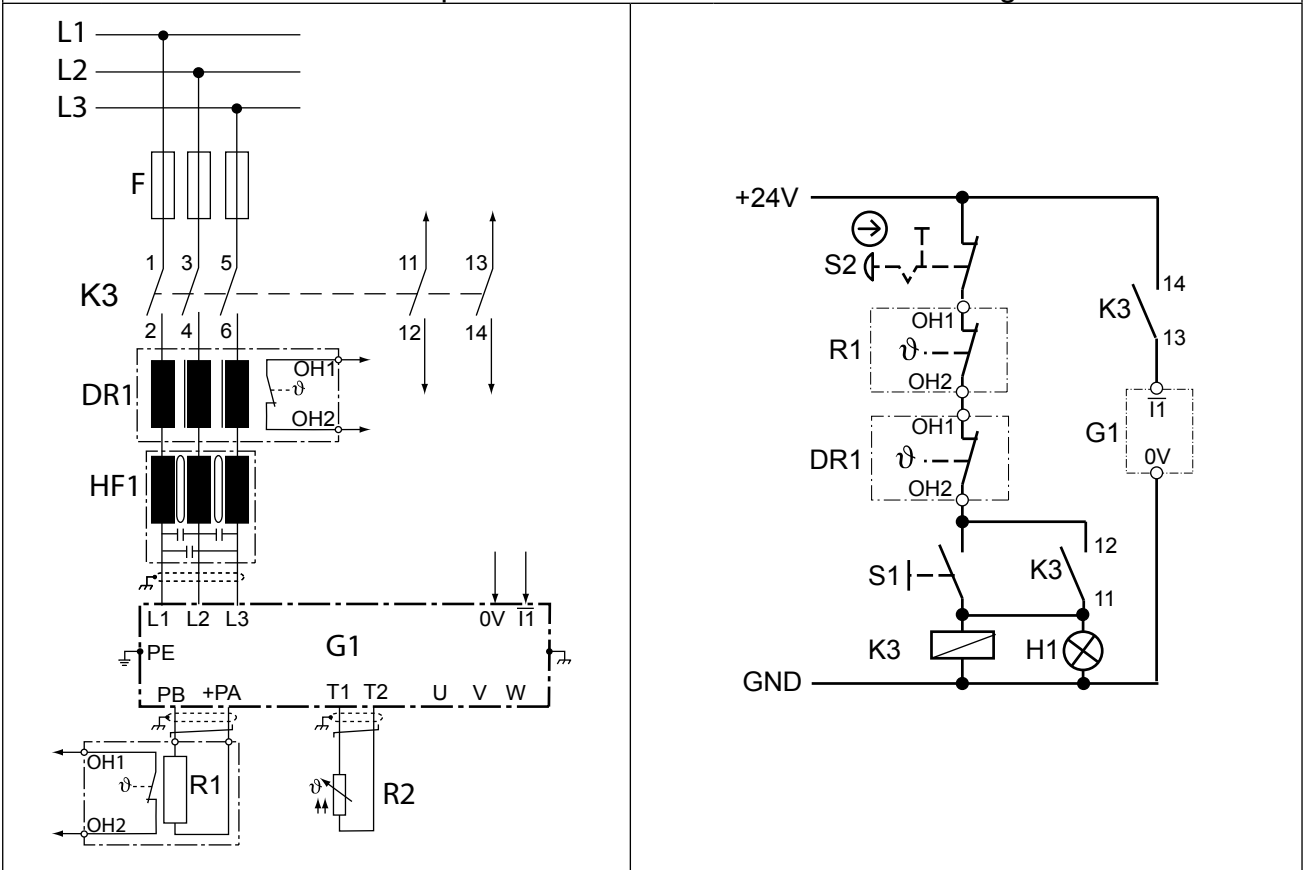 L1
L2
L3
F
1 3 5 11 13
K3
2 4 6 12 14
OH1
ϑ
DR1
OH2
HF1
L1 L2 L3 0V I1
G1
PE
PB +PA T1 T2 U V W
OH1
ϑ R1
OH2
ϑ R2
+24V
S2
OH1
R1 ϑ
OH2
OH1
DR1 ϑ
OH2
S1
K3 12
11
K3 H1
GND
14
K3
13
I1
G1
0V